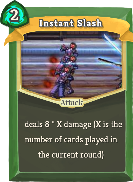 2
Instant Slash
Attack
deals 8 * X damage (X is the
number of cards played in
the current round)